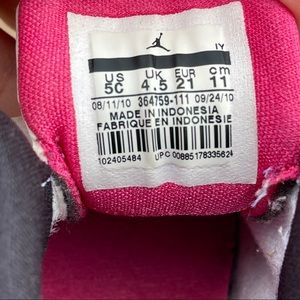 IY
US UK EUR cm
5C 4.5 21 11
08/11/10 364759-111 09/24/10
MADE IN INDONESIA
FABRIQUE EN INDONESIE
102405484 UPC 00885178335624